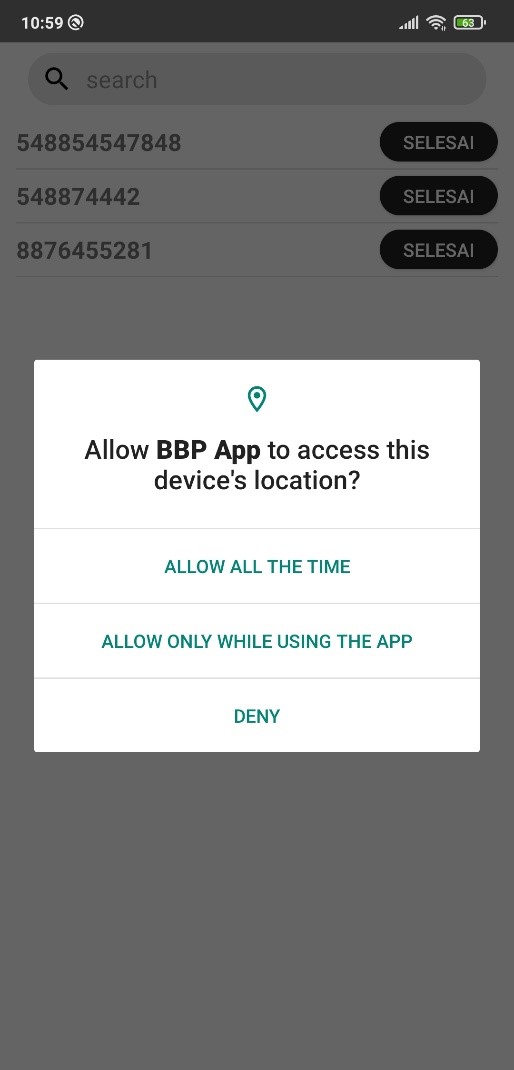 10:59
63
search
548854547848 SELESAI
548874442 SELESAI
8876455281 SELESAI
Allow BBP App to access this
device's location?
ALLOW ALL THE TIME
ALLOW ONLY WHILE USING THE APP
DENY